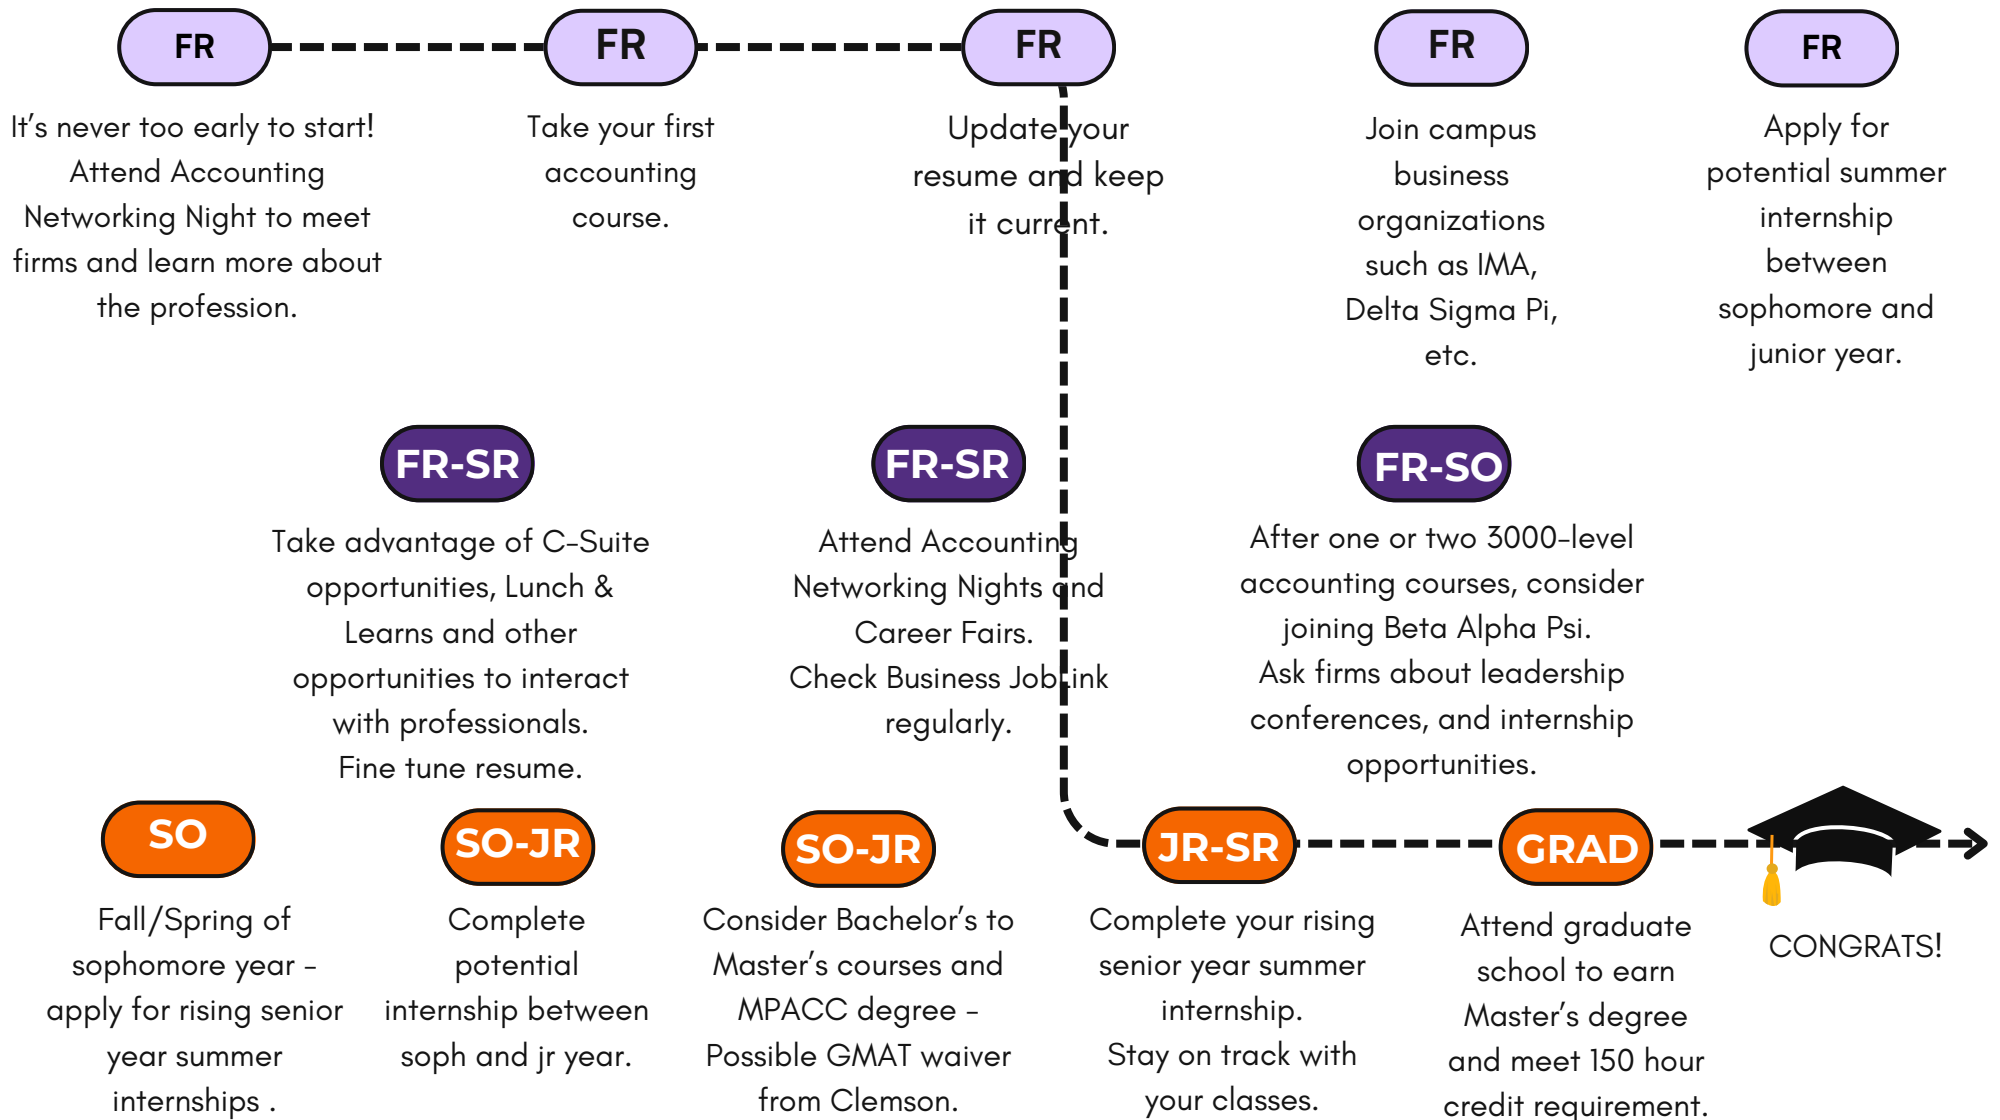 FR
It's never too early to start!
Attend Accounting
Networking Night to meet
firms and learn more about
the profession.
FR
Take your first
accounting
course.
FR
Update your
resume and keep
it current.
FR
Join campus
business
organizations
such as IMA,
Delta Sigma Pi,
etc.
FR
Apply for
potential summer
internship
between
sophomore and
junior year.
FR-SR
Take advantage of C-Suite
opportunities, Lunch &
Learns and other
opportunities to interact
with professionals.
Fine tune resume.
FR-SR
Attend Accounting
Networking Nights and
Career Fairs.
Check Business JobLink
regularly.
FR-SO
After one or two 3000-level
accounting courses, consider
joining Beta Alpha Psi.
Ask firms about leadership
conferences, and internship
opportunities.
SO
Fall/Spring of
sophomore year -
apply for rising senior
year summer
internships .
SO-JR
Complete
potential
internship between
soph and jr year.
SO-JR
Consider Bachelor's to
Master's courses and
MPACC degree -
Possible GMAT waiver
from Clemson.
JR-SR
Complete your rising
senior year summer
internship.
Stay on track with
your classes.
GRAD
Attend graduate
school to earn
Master's degree
and meet 150 hour
credit requirement.
CONGRATS!